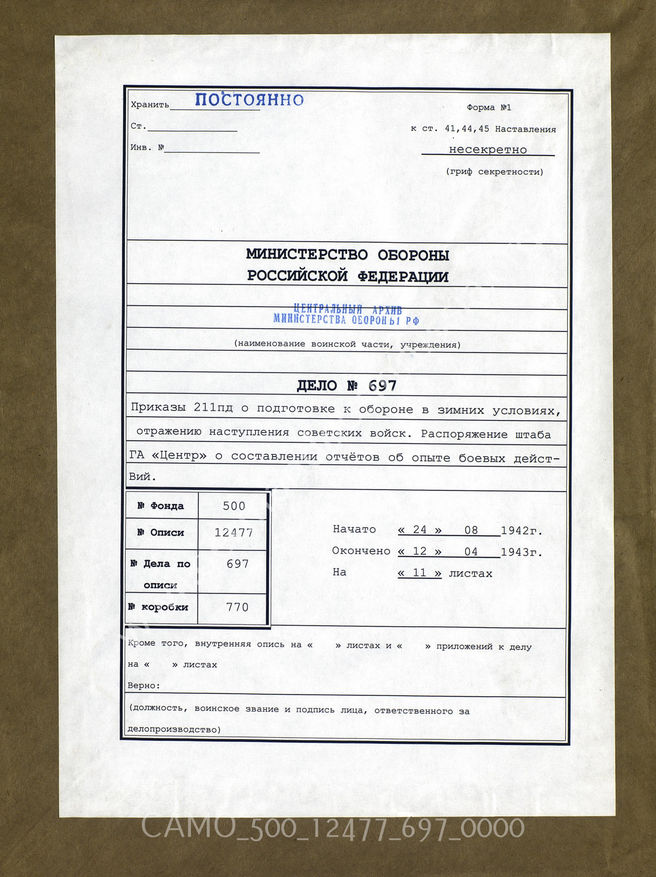 Хранить ПОСТОЯННО
Форма №1
Ст.
к ст. 41,44,45 Наставления
Инв. №
несекретно
(гриф секретности)
МИНИСТЕРСТВО ОБОРОНЫ
РОССИЙСКОЙ ФЕДЕРАЦИИ
ЦЕНТРАЛЬНЫЙ АРХИВ
МИНИСТЕРСТВА ОБОРОНЫ РФ
(наименование воинской части, учреждения)
ДЕЛО № 697
Приказы 211пд о подготовке к обороне в зимних условиях,
отражению наступления советских войск. Распоряжение штаба
ГА «Центр» о составлении отчётов об опыте боевых дейст-
вий.
№ Фонда 500
№ Описи 12477
№ Дела по описи 697
№ коробки 770
Начато « 24 » 08 1942г.
Окончено « 12 » 04 1943г.
На « 11 » листах
Кроме того, внутренняя опись на « » листах и « » приложений к делу
на « » листах
Верно:
(должность, воинское звание и подпись лица, ответственного за
делопроизводство)
CAMO_500_12477_697_0000